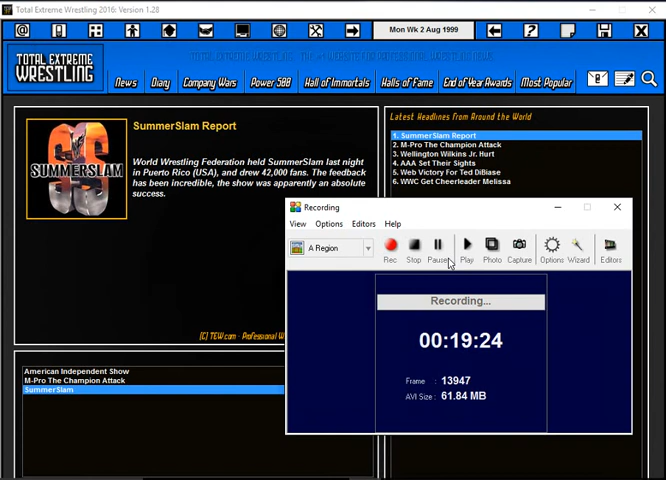 Total Extreme Wrestling 2016: Version 1.28
Mon Wk 2 Aug 1999
TOTAL EXTREME
WRESTLING
News
Diary
Company Wars
Power 500
Hall of Immortals
Halls of Fame
End of Year Awards
Most Popular
SummerSlam Report
SUMMERSLAM
World Wrestling Federation held SummerSlam last night
in Puerto Rico (USA), and drew 42,000 fans. The feedback
has been incredible, the show was apparently an absolute
success.
(C) TEW.com - Professional W
American Independent Show
M-Pro The Champion Attack
SummerSlam
Latest Headlines from Around the World
1. SummerSlam Report
2. M-Pro The Champion Attack
3. Wellington Wilkins Jr. Hurt
4. AAA Set Their Sights
5. Web Victory For Ted DiBiase
6. WWC Get Cheerleader Melissa
Recording
View Options Editors Help
A Region
Rec Stop Pause Play Photo Capture Options Wizard Editors
Recording...
00:19:24
Frame : 13947
AVI Size : 61.84 MB